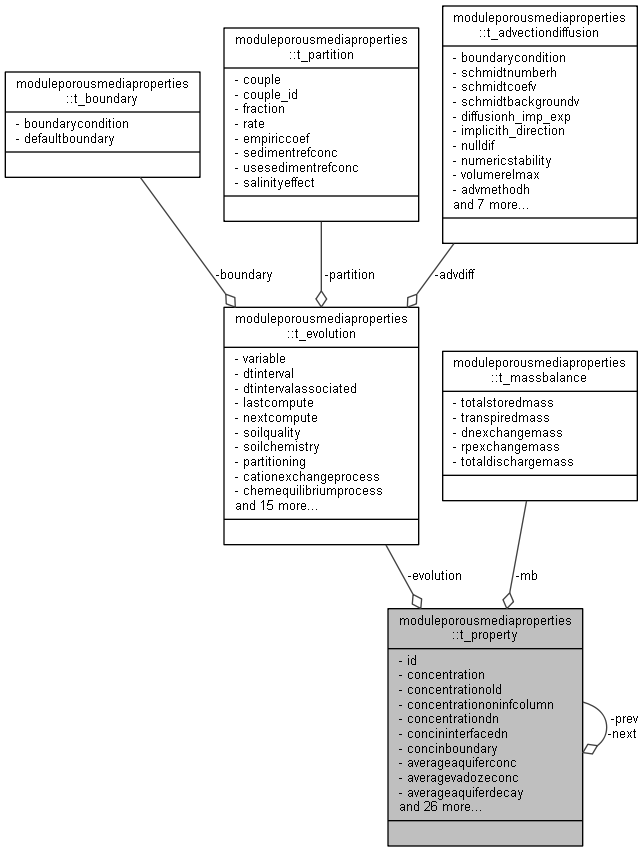 moduleporousmediaproperties
::t_boundary
- boundarycondition
- defaultboundary
moduleporousmediaproperties
::t_partition
- couple
- couple_id
- fraction
- rate
- empiriccoef
- sedimentrefconc
- usesedimentrefconc
- salinityeffect
moduleporousmediaproperties
::t_advectiondiffusion
- boundarycondition
- schmidtnumberh
- schmidtcoefv
- schmidtbackgroundv
- diffusionh_imp_exp
- implicith_direction
- nulldif
- numericstability
- volumerelmax
- advmethodh
and 7 more...
-boundary
-partition
-advdiff
moduleporousmediaproperties
::t_evolution
- variable
- dtinterval
- dtintervalassociated
- lastcompute
- nextcompute
- soilquality
- soilchemistry
- partitioning
- cationexchangeprocess
- chemequilibriumprocess
and 15 more...
moduleporousmediaproperties
::t_massbalance
- totalstoredmass
- transpiredmass
- dnexchangemass
- rpexchangemass
- totaldischargemass
-evolution
-mb
moduleporousmediaproperties
::t_property
- id
- concentration
- concentrationold
- concentrationoninfcolumn
- concentrationdn
- concininterfacedn
- concinboundary
- averageaquiferconc
- averagevadozeconc
- averageaquiferdecay
and 26 more...
-prev
-next